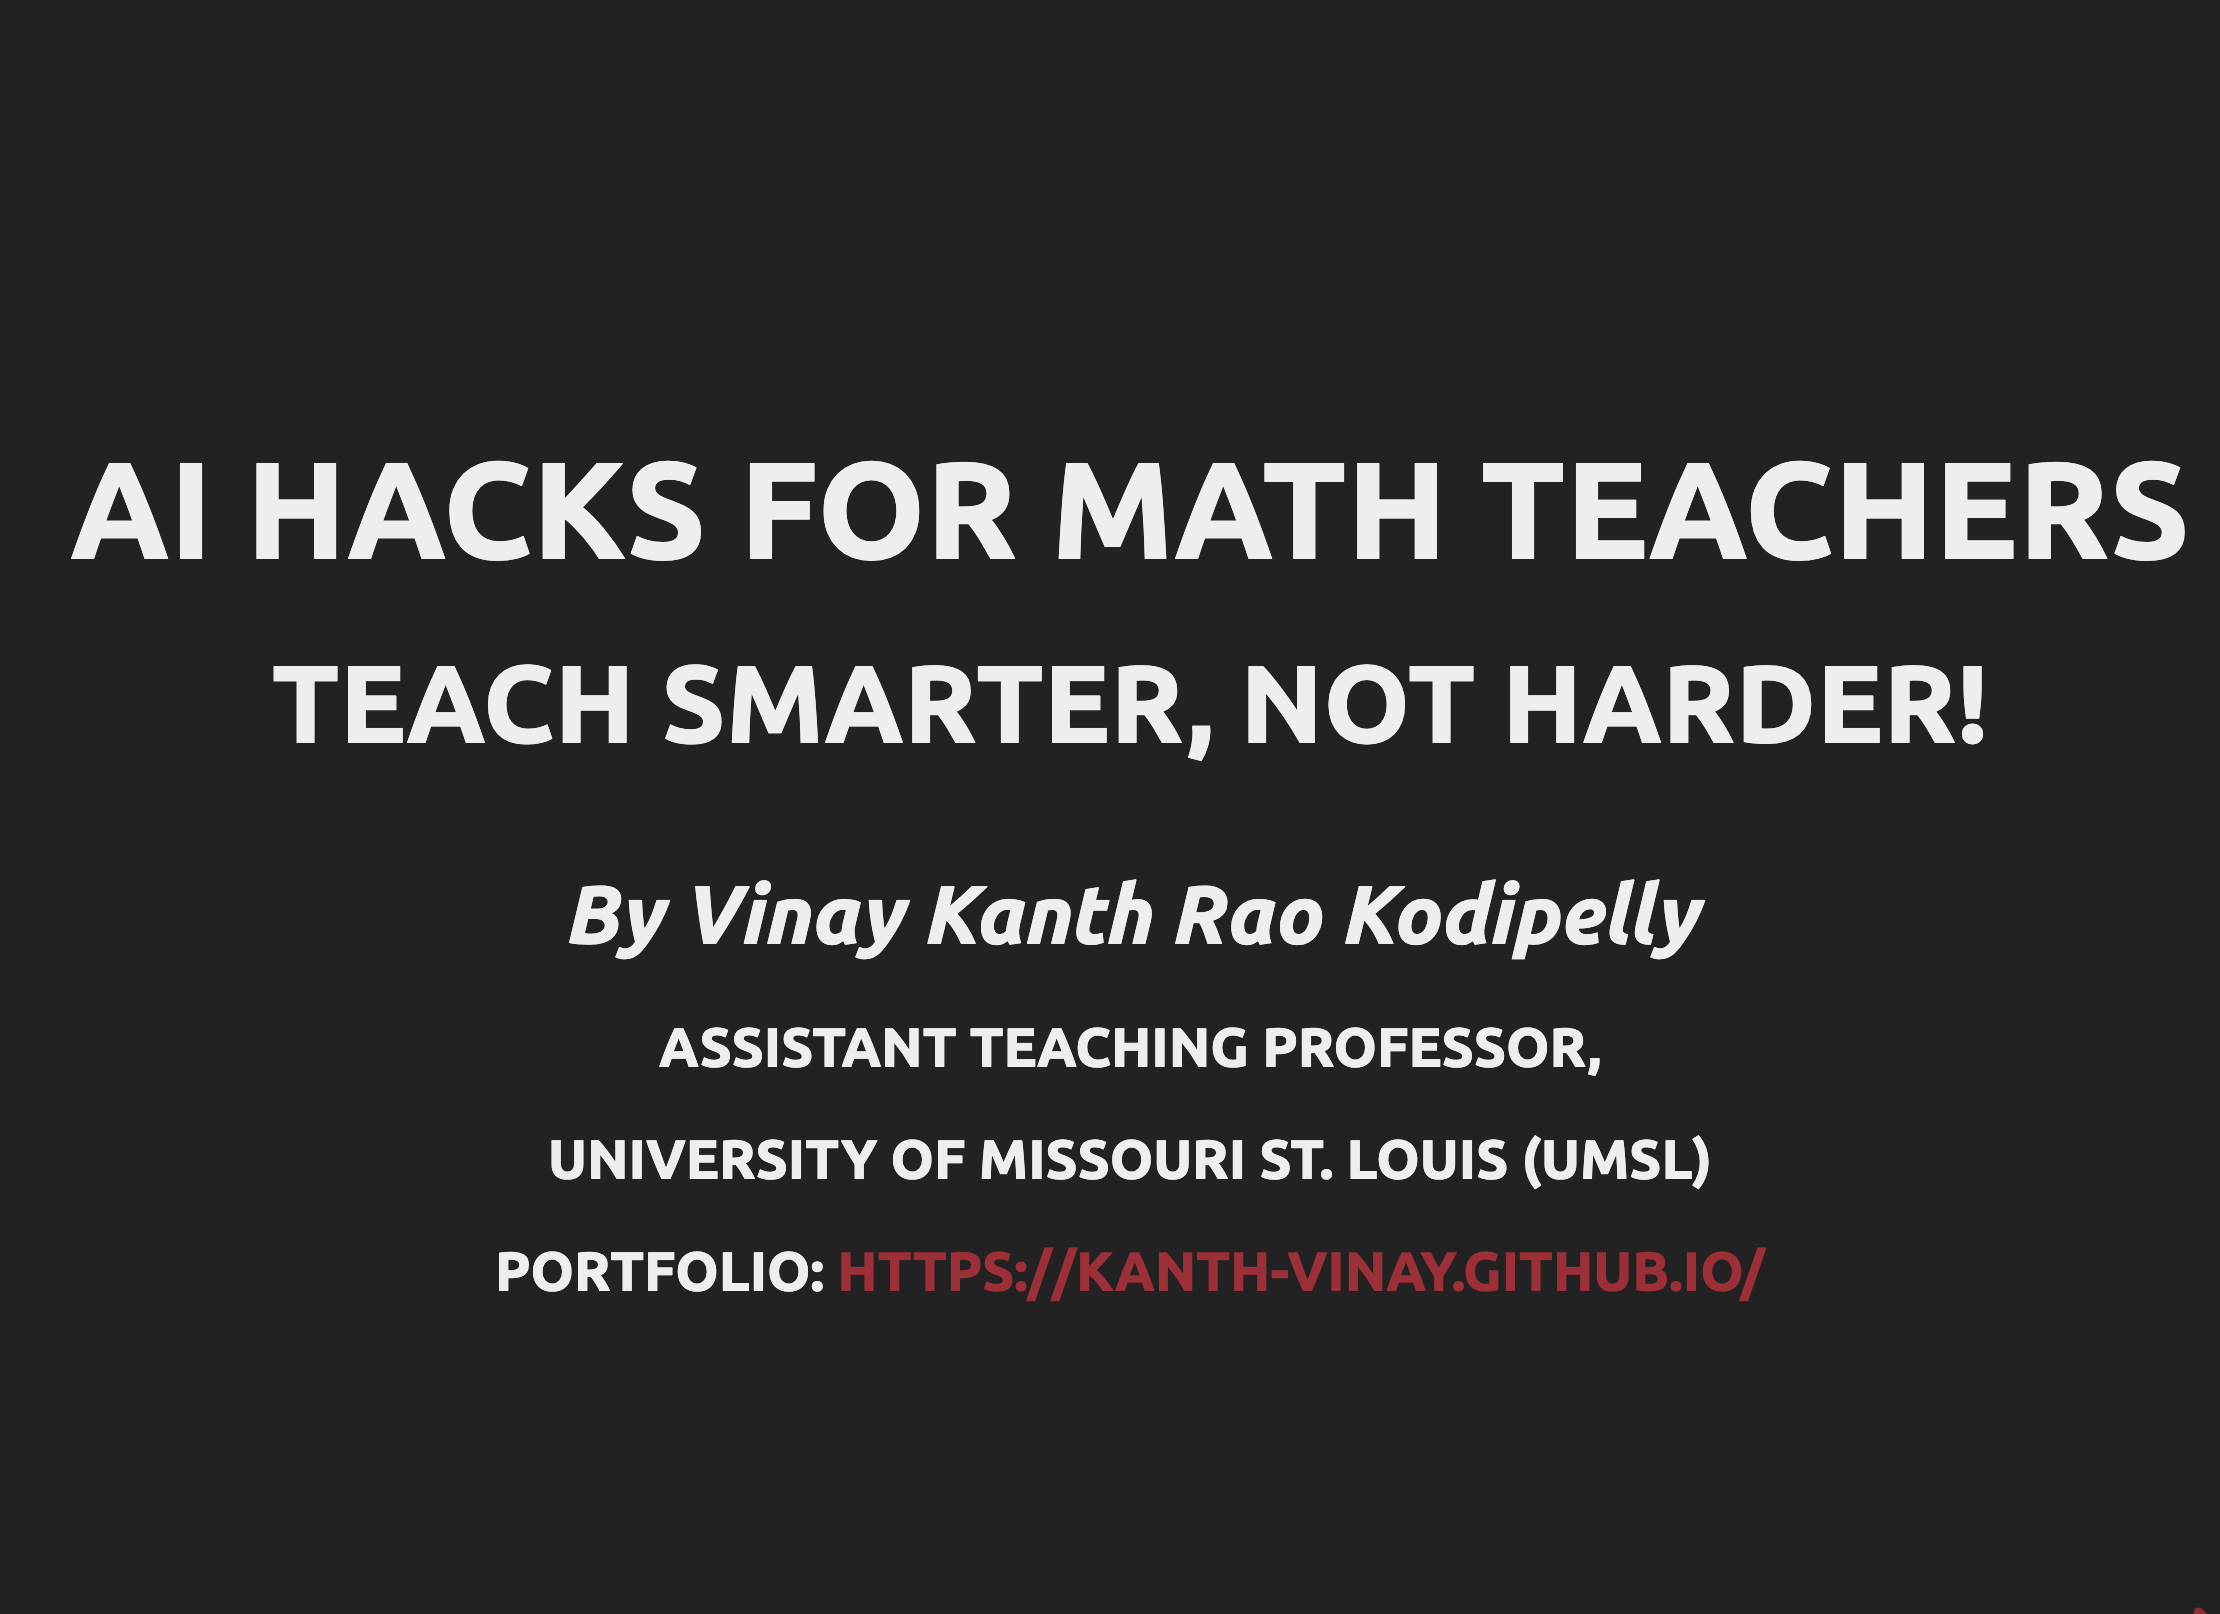 AI HACKS FOR MATH TEACHERS
TEACH SMARTER, NOT HARDER!
By Vinay Kanth Rao Kodipelly
ASSISTANT TEACHING PROFESSOR,
UNIVERSITY OF MISSOURI ST. LOUIS (UMSL)
PORTFOLIO: HTTPS://KANTH-VINAY.GITHUB.IO/